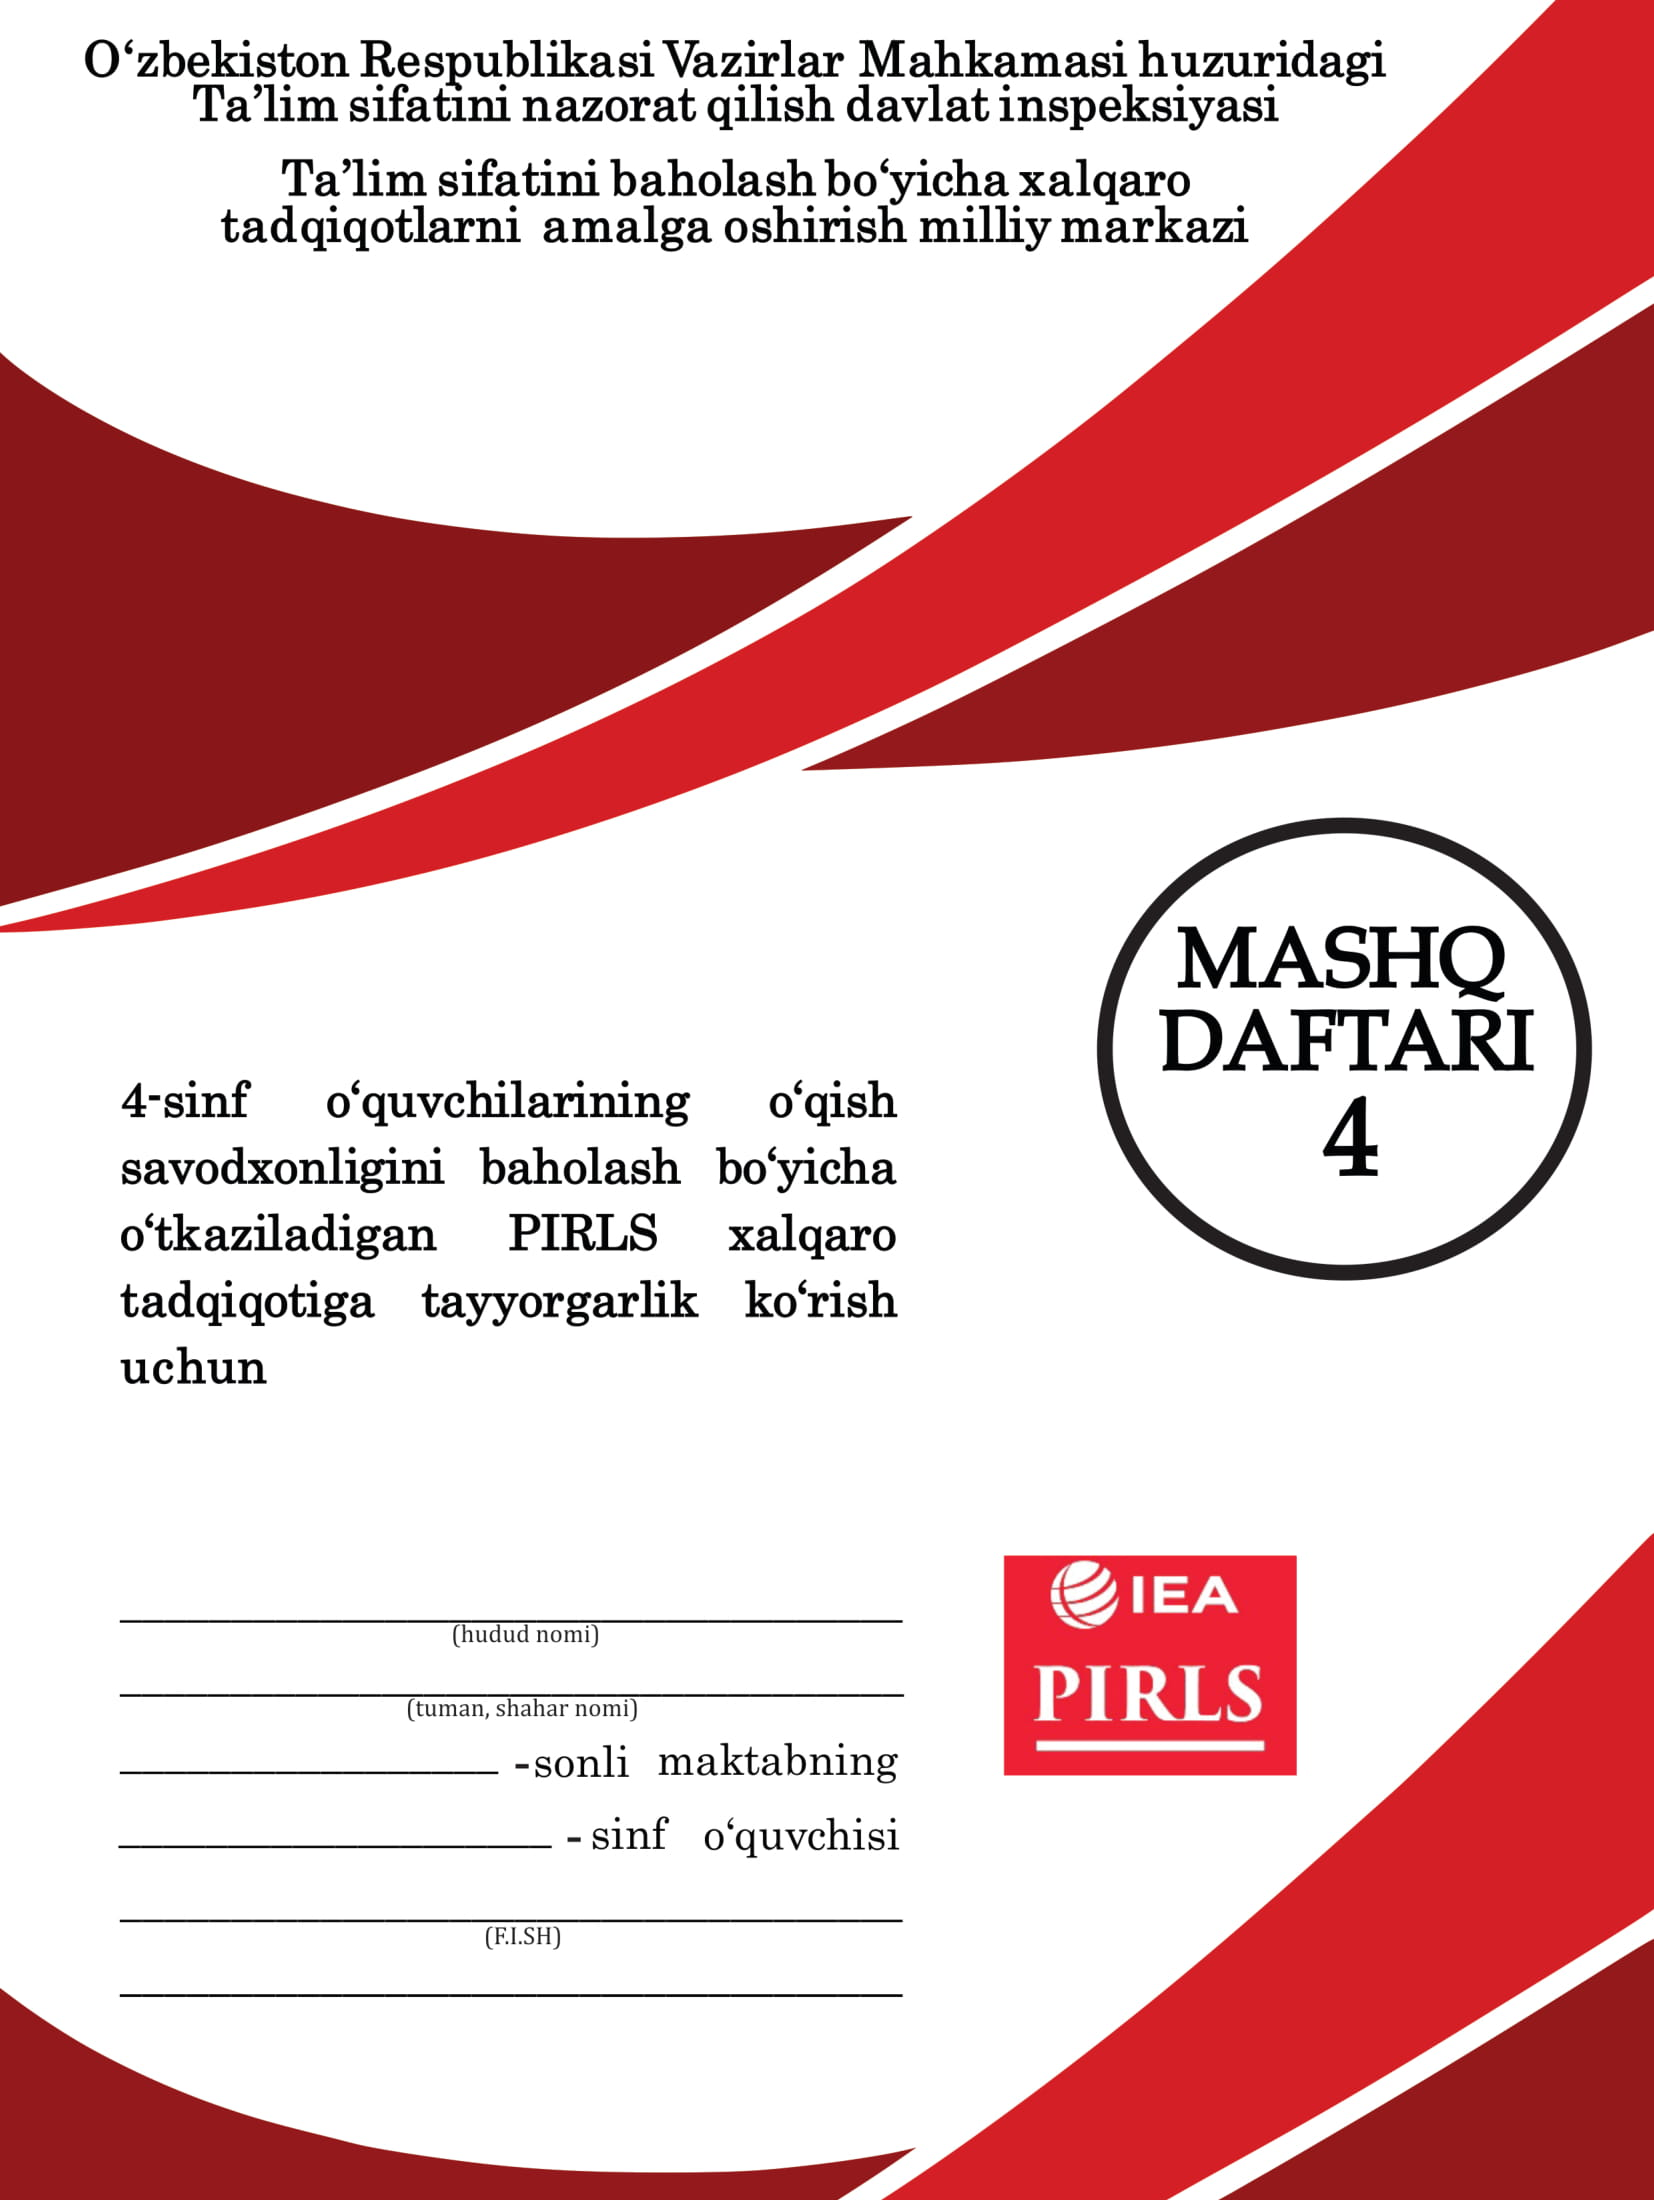 O‘zbekiston Respublikasi Vazirlar Mahkamasi huzuridagi
Ta’lim sifatini nazorat qilish davlat inspeksiyasi
Ta’lim sifatini baholash bo‘yicha xalqaro
tadqiqotlarni amalga oshirish milliy markazi
MASHQ
DAFTARI
4
4-sinf o‘quvchilarining o‘qish
savodxonligini baholash bo‘yicha
o‘tkaziladigan PIRLS xalqaro
tadqiqotiga tayyorgarlik ko‘rish
uchun
IEA
PIRLS
(hudud nomi)
(tuman, shahar nomi)
-sonli maktabning
- sinf o‘quvchisi
(F.I.SH)